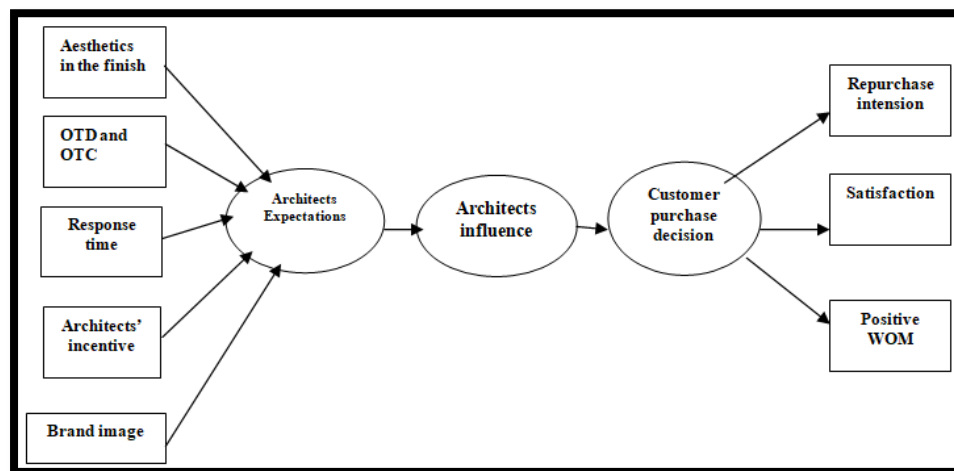 Aesthetics
in the finish
OTD and
OTC
Response
time
Architects'
incentive
Brand image
Architects
Expectations
Architects
influence
Customer
purchase
decision
Repurchase
intension
Satisfaction
Positive
WOM